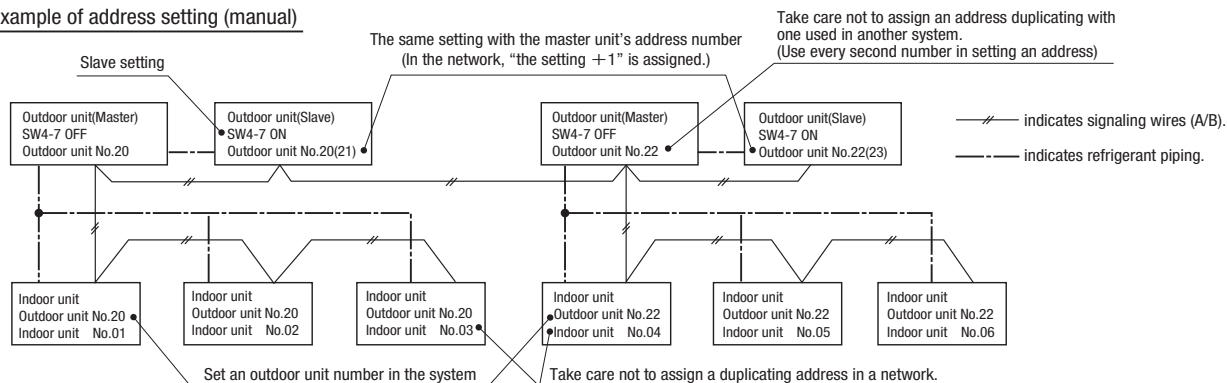 xample of address setting (manual)
Take care not to assign an address duplicating with
one used in another system.
(Use every second number in setting an address)
The same setting with the master unit's address number
(In the network, "the setting +1" is assigned.)
Slave setting
Outdoor unit(Master)
SW4-7 OFF
Outdoor unit No.20
Outdoor unit(Slave)
SW4-7 ON
Outdoor unit No.20(21)
Outdoor unit(Master)
SW4-7 OFF
Outdoor unit No.22
Outdoor unit(Slave)
SW4-7 ON
Outdoor unit No.22(23)
indicates signaling wires (A/B).
indicates refrigerant piping.
Indoor unit
Outdoor unit No.20
Indoor unit No.01
Indoor unit
Outdoor unit No.20
Indoor unit No.02
Indoor unit
Outdoor unit No.20
Indoor unit No.03
Indoor unit
Outdoor unit No.22
Indoor unit No.04
Indoor unit
Outdoor unit No.22
Indoor unit No.05
Indoor unit
Outdoor unit No.22
Indoor unit No.06
Set an outdoor unit number in the system
Take care not to assign a duplicating address in a network.